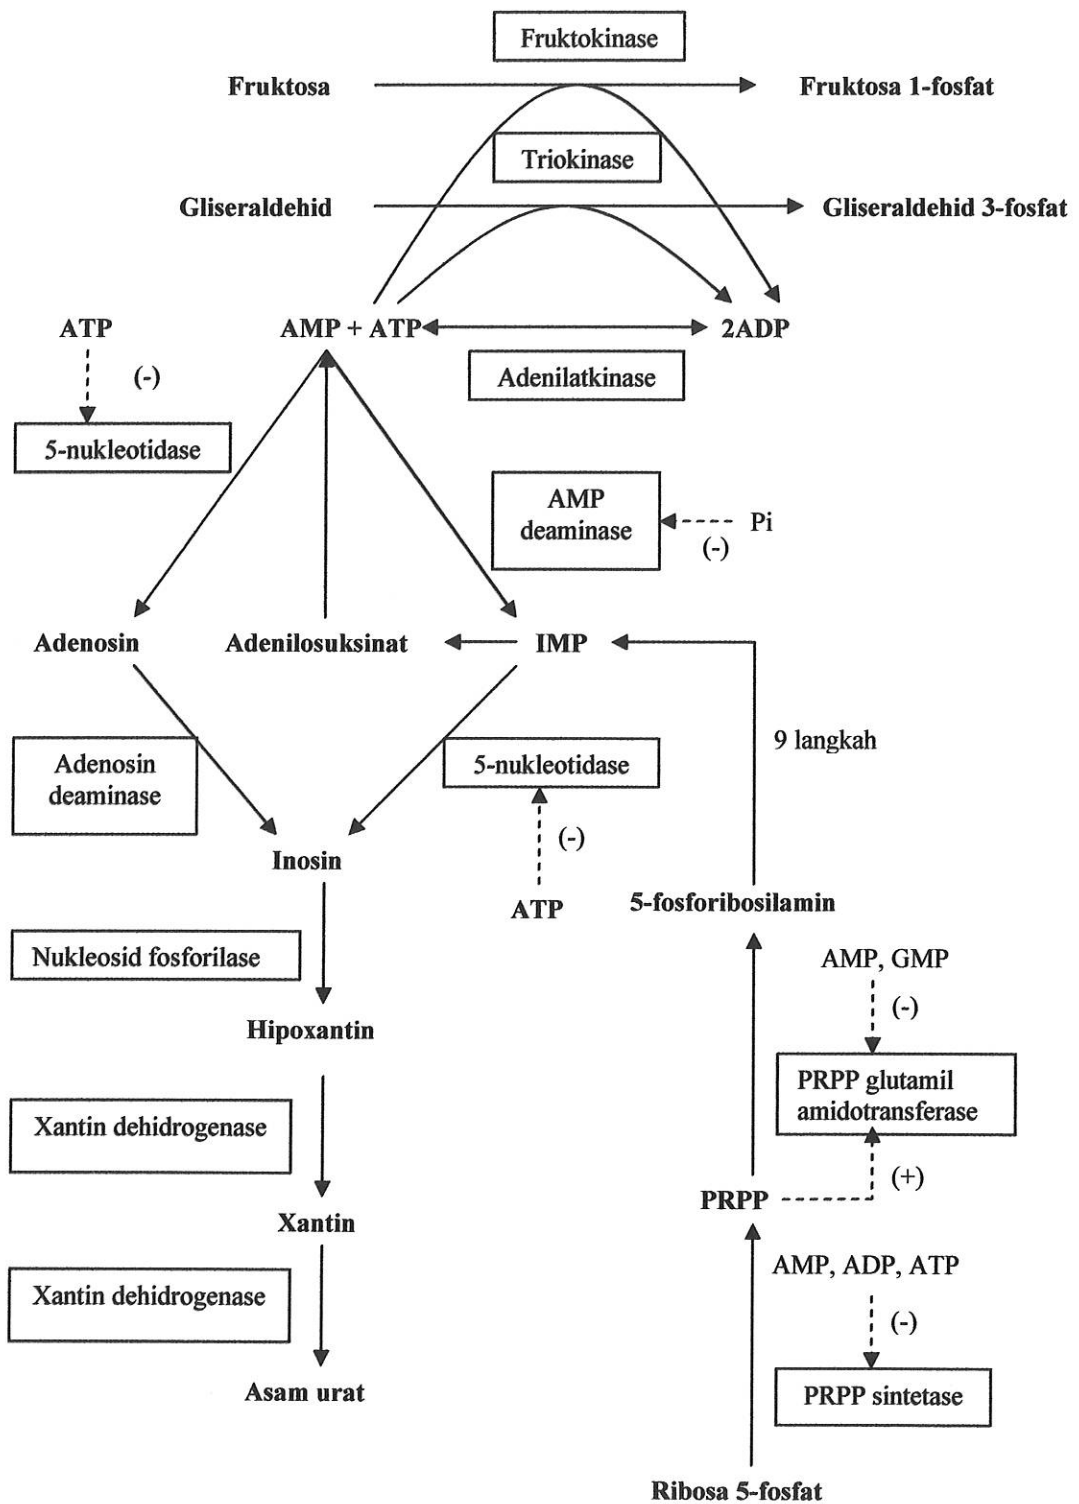 Fruktokinase
Fruktosa
Fruktosa 1-fosfat
Triokinase
Gliseraldehid
Gliseraldehid 3-fosfat
ATP
AMP + ATP
2ADP
(-)
Adenilatkinase
5-nukleotidase
AMP
deaminase
Pi
(-)
Adenosin
Adenilosuksinat
IMP
9 langkah
Adenosin
deaminase
5-nukleotidase
(-)
Inosin
ATP
5-fosforibosilamin
Nukleosid fosforilase
AMP, GMP
(-)
Hipoxantin
PRPP glutamil
amidotransferase
Xantin dehidrogenase
(+)
PRPP
Xantin
AMP, ADP, ATP
Xantin dehidrogenase
(-)
Asam urat
PRPP sintetase
Ribosa 5-fosfat